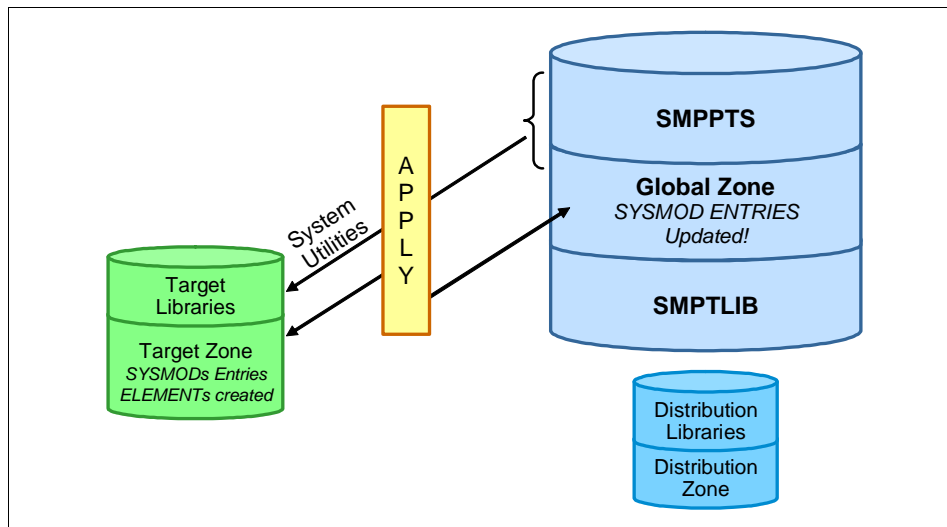 SMPPTS
Global Zone
SYSMOD ENTRIES
Updated!
SMPTLIB
A
P
P
L
Y
System
Utilities
Target
Libraries
Target Zone
SYSMODs Entries
ELEMENTs created
Distribution
Libraries
Distribution
Zone